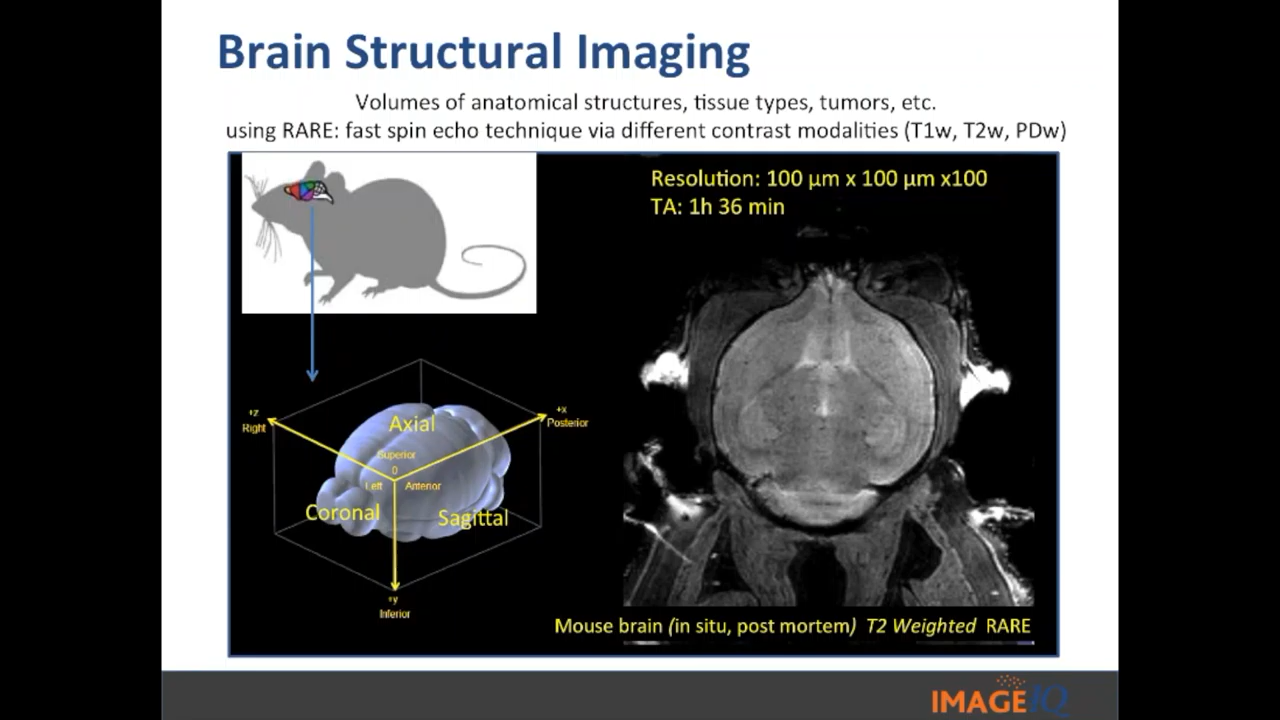 Brain Structural Imaging
Volumes of anatomical structures, tissue types, tumors, etc.
using RARE: fast spin echo technique via different contrast modalities (T1w, T2w, PDw)
Resolution: 100 µm x 100 µm x100
TA: 1h 36 min
+z
Right
+x
Posterior
Axial
Superior
0
Left
Anterior
Coronal
Sagittal
+y
Inferior
Mouse brain (in situ, post mortem) T2 Weighted RARE
IMAGEIQ